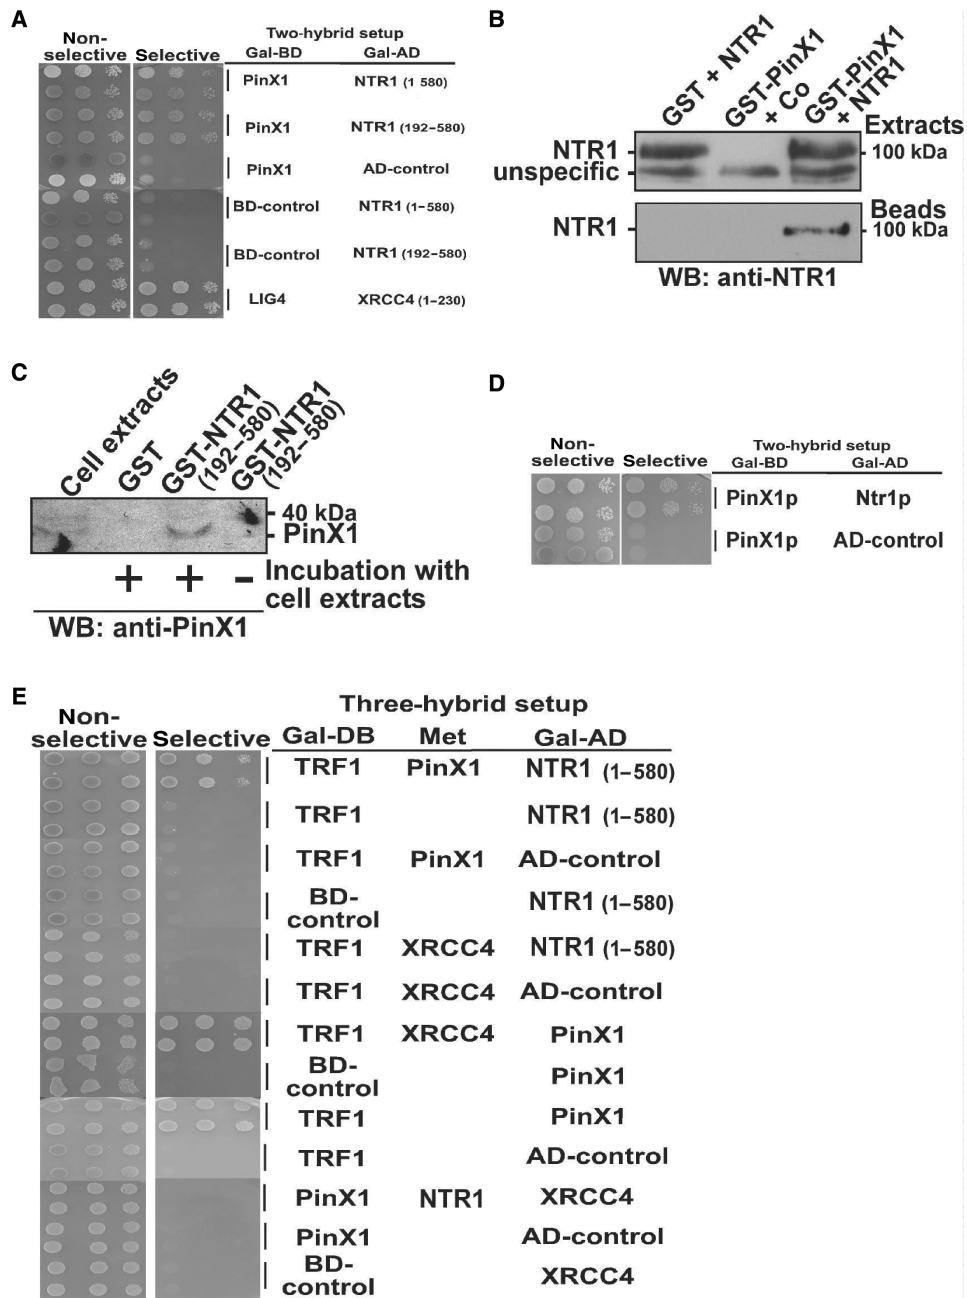 A
Non-
selective Selective
Two-hybrid setup
Gal-BD Gal-AD
PinX1 NTR1 (1 580)
PinX1 NTR1 (192–580)
PinX1 AD-control
BD-control NTR1 (1–580)
BD-control NTR1 (192–580)
LIG4 XRCC4 (1–230)
B
GST + NTR1
GST-PinX1
+ Co
GST-PinX1
+ NTR1
Extracts
NTR1
unspecific
100 kDa
Beads
NTR1
100 kDa
WB: anti-NTR1
C
Cell extracts
GST
GST-NTR1
(192–580)
GST-NTR1
(192–580)
40 kDa
PinX1
+ + – Incubation with
cell extracts
WB: anti-PinX1
D
Non-
selective Selective
Two-hybrid setup
Gal-BD Gal-AD
PinX1p Ntr1p
PinX1p AD-control
E
Non-
selective Selective
Three-hybrid setup
Gal-DB Met Gal-AD
TRF1 PinX1 NTR1 (1–580)
TRF1 NTR1 (1–580)
TRF1 PinX1 AD-control
BD-
control NTR1 (1–580)
TRF1 XRCC4 NTR1 (1–580)
TRF1 XRCC4 AD-control
TRF1 XRCC4 PinX1
BD-
control PinX1
TRF1 PinX1
TRF1 AD-control
PinX1 NTR1 XRCC4
PinX1 AD-control
BD-
control XRCC4